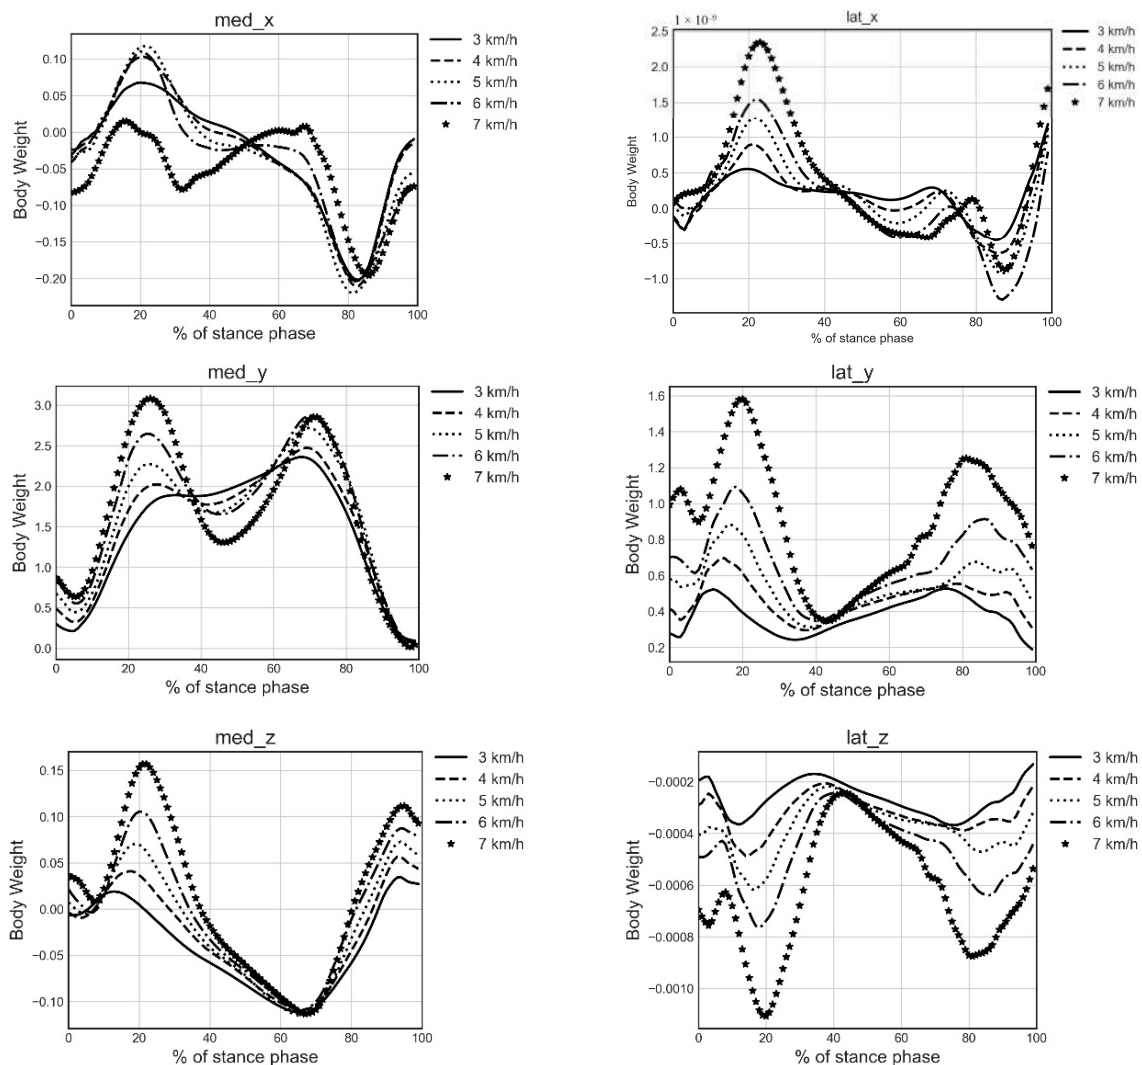 med_x
0.10
0.05
0.00
−0.05
−0.10
−0.15
−0.20
Body Weight
0 20 40 60 80 100
% of stance phase
3 km/h
4 km/h
5 km/h
6 km/h
7 km/h
lat_x
1 × 10⁻⁹
2.5
2.0
1.5
1.0
0.5
0.0
−0.5
−1.0
Body Weight
0 20 40 60 80 100
% of stance phase
3 km/h
4 km/h
5 km/h
6 km/h
7 km/h
med_y
3.0
2.5
2.0
1.5
1.0
0.5
0.0
Body Weight
0 20 40 60 80 100
% of stance phase
3 km/h
4 km/h
5 km/h
6 km/h
7 km/h
lat_y
1.6
1.4
1.2
1.0
0.8
0.6
0.4
0.2
Body Weight
0 20 40 60 80 100
% of stance phase
3 km/h
4 km/h
5 km/h
6 km/h
7 km/h
med_z
0.15
0.10
0.05
0.00
−0.05
−0.10
Body Weight
0 20 40 60 80 100
% of stance phase
3 km/h
4 km/h
5 km/h
6 km/h
7 km/h
lat_z
−0.0002
−0.0004
−0.0006
−0.0008
−0.0010
Body Weight
0 20 40 60 80 100
% of stance phase
3 km/h
4 km/h
5 km/h
6 km/h
7 km/h